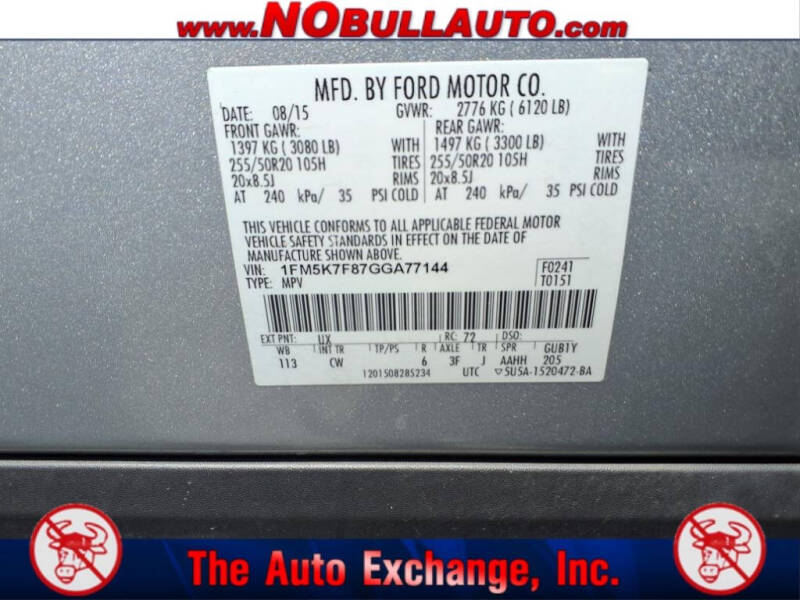 www.NOBULLAUTO.com
MFD. BY FORD MOTOR CO.
DATE: 08/15 GVWR: 2776 KG ( 6120 LB)
FRONT GAWR: REAR GAWR:
1397 KG ( 3080 LB) WITH 1497 KG ( 3300 LB) WITH
255/50R20 105H TIRES 255/50R20 105H TIRES
20x8.5J RIMS 20x8.5J RIMS
AT 240 kPa/ 35 PSI COLD AT 240 kPa/ 35 PSI COLD
THIS VEHICLE CONFORMS TO ALL APPLICABLE FEDERAL MOTOR
VEHICLE SAFETY STANDARDS IN EFFECT ON THE DATE OF
MANUFACTURE SHOWN ABOVE.
VIN: 1FM5K7F87GGA77144 F0241
TYPE: MPV T0151
EXT PNT: UX RC: 72 DSO:
WB INT TR TP/PS R AXLE TR SPR GUB1Y
113 CW 6 3F J AAHH 205
1201508285234 UTC ▽5U5A-1520472-BA
The Auto Exchange, Inc.